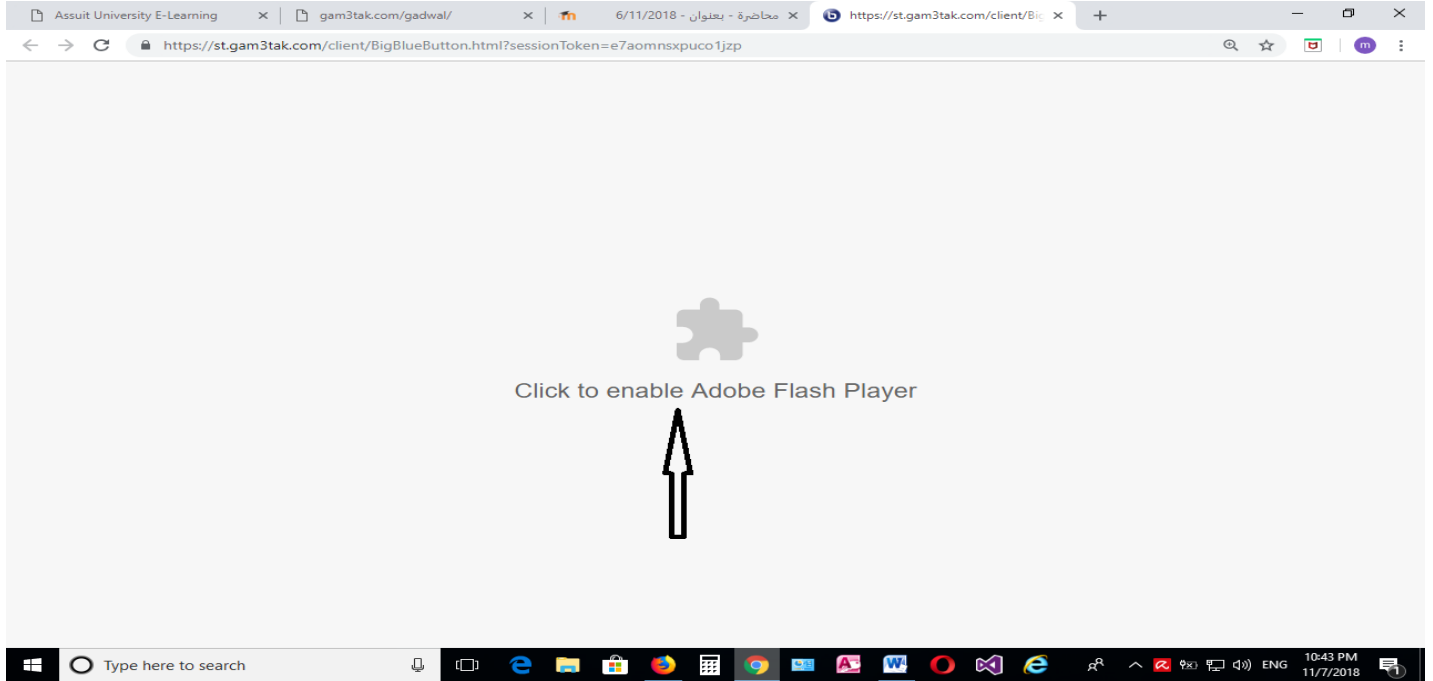 Assuit University E-Learning
gam3tak.com/gadwal/
محاضرة - بعنوان - 6/11/2018
https://st.gam3tak.com/client/Big
https://st.gam3tak.com/client/BigBlueButton.html?sessionToken=e7aomnsxpuco1jzp
m
Click to enable Adobe Flash Player
Type here to search
ENG
10:43 PM
11/7/2018